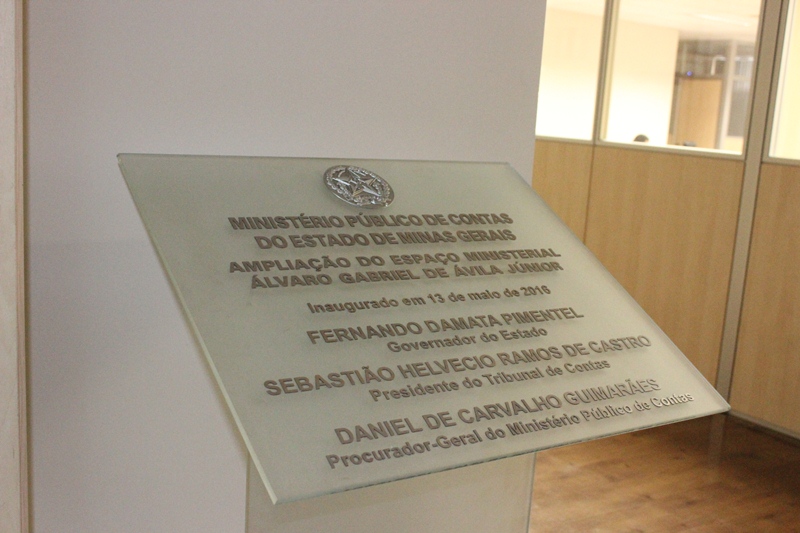 MINISTÉRIO PÚBLICO DE CONTAS
DO ESTADO DE MINAS GERAIS
AMPLIAÇÃO DO ESPAÇO MINISTERIAL
ÁLVARO GABRIEL DE ÁVILA JÚNIOR
Inaugurado em 13 de maio de 2016
FERNANDO DAMATA PIMENTEL
Governador do Estado
SEBASTIÃO HELVECIO RAMOS DE CASTRO
Presidente do Tribunal de Contas
DANIEL DE CARVALHO GUIMARÃES
Procurador-Geral do Ministério Público de Contas